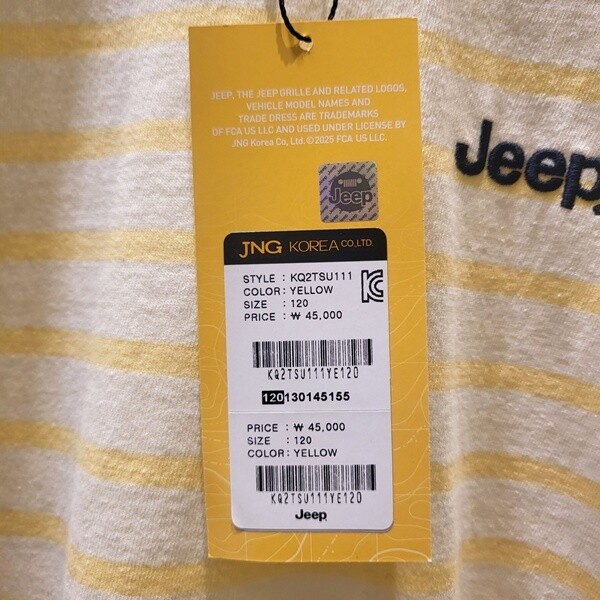 JEEP, THE JEEP GRILLE AND RELATED LOGOS,
VEHICLE MODEL NAMES AND
TRADE DRESS ARE TRADEMARKS
OF FCA US LLC AND USED UNDER LICENSE BY
JNG Korea Co, Ltd. © 2025 FCA US LLC.
Jeep
Jeep
JNG KOREA CO.,LTD.
STYLE : KQ2TSU111
COLOR : YELLOW
SIZE : 120
PRICE : ₩ 45,000
KC
KQ2TSU111YE120
120130145155
PRICE : ₩ 45,000
SIZE : 120
COLOR : YELLOW
KQ2TSU111YE120
Jeep